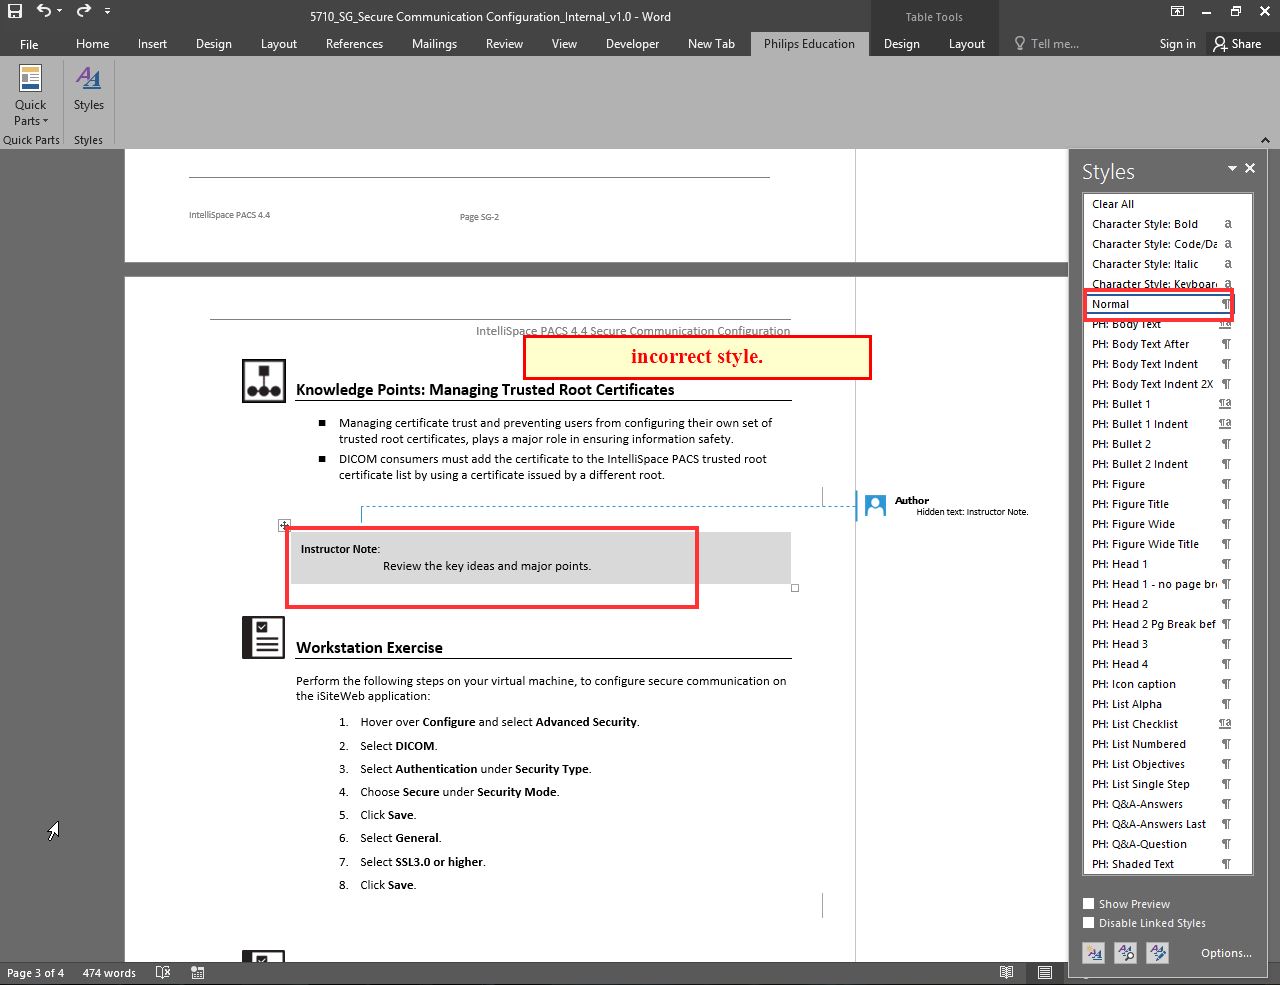 5710_SG_Secure Communication Configuration_Internal_v1.0 - Word
Table Tools
File Home Insert Design Layout References Mailings Review View Developer New Tab Philips Education Design Layout Tell me... Sign in Share
Quick Parts
Styles
Quick Parts Styles
IntelliSpace PACS 4.4 Page SG-2
IntelliSpace PACS 4.4 Secure Communication Configuration
incorrect style.
Knowledge Points: Managing Trusted Root Certificates
Managing certificate trust and preventing users from configuring their own set of
trusted root certificates, plays a major role in ensuring information safety.
DICOM consumers must add the certificate to the IntelliSpace PACS trusted root
certificate list by using a certificate issued by a different root.
Author
Hidden text: Instructor Note.
Instructor Note:
Review the key ideas and major points.
Workstation Exercise
Perform the following steps on your virtual machine, to configure secure communication on
the iSiteWeb application:
1. Hover over Configure and select Advanced Security.
2. Select DICOM.
3. Select Authentication under Security Type.
4. Choose Secure under Security Mode.
5. Click Save.
6. Select General.
7. Select SSL3.0 or higher.
8. Click Save.
Styles
Clear All
Character Style: Bold a
Character Style: Code/Da a
Character Style: Italic a
Character Style: Keyboard a
Normal ¶
PH: Body Text ¶a
PH: Body Text After ¶
PH: Body Text Indent ¶
PH: Body Text Indent 2X ¶
PH: Bullet 1 ¶a
PH: Bullet 1 Indent ¶a
PH: Bullet 2 ¶
PH: Bullet 2 Indent ¶
PH: Figure ¶
PH: Figure Title ¶
PH: Figure Wide ¶
PH: Figure Wide Title ¶
PH: Head 1 ¶
PH: Head 1 - no page bre ¶
PH: Head 2 ¶
PH: Head 2 Pg Break bef ¶
PH: Head 3 ¶
PH: Head 4 ¶
PH: Icon caption ¶
PH: List Alpha ¶
PH: List Checklist ¶a
PH: List Numbered ¶
PH: List Objectives ¶
PH: List Single Step ¶
PH: Q&A-Answers ¶
PH: Q&A-Answers Last ¶
PH: Q&A-Question ¶
PH: Shaded Text ¶
Show Preview
Disable Linked Styles
Options...
Page 3 of 4 474 words